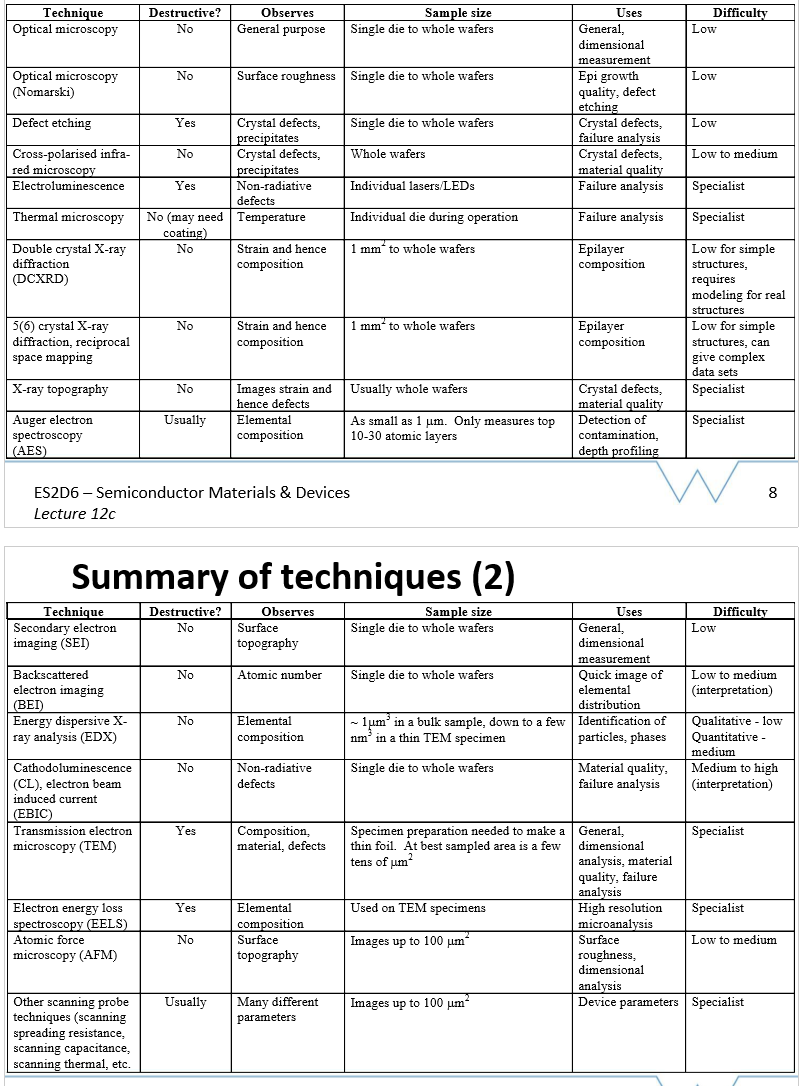 Technique Destructive? Observes Sample size Uses Difficulty
Optical microscopy No General purpose Single die to whole wafers General, Low
dimensional
measurement
Optical microscopy No Surface roughness Single die to whole wafers Epi growth Low
(Nomarski) quality, defect
etching
Defect etching Yes Crystal defects, Single die to whole wafers Crystal defects, Low
precipitates failure analysis
Cross-polarised infra- No Crystal defects, Whole wafers Crystal defects, Low to medium
red microscopy precipitates material quality
Electroluminescence Yes Non-radiative Individual lasers/LEDs Failure analysis Specialist
defects
Thermal microscopy No (may need Temperature Individual die during operation Failure analysis Specialist
coating)
Double crystal X-ray No Strain and hence 1 mm² to whole wafers Epilayer Low for simple
diffraction composition composition structures,
(DCXRD) requires
modeling for real
structures
5(6) crystal X-ray No Strain and hence 1 mm² to whole wafers Epilayer Low for simple
diffraction, reciprocal composition composition structures, can
space mapping give complex
data sets
X-ray topography No Images strain and Usually whole wafers Crystal defects, Specialist
hence defects material quality
Auger electron Usually Elemental As small as 1 μm. Only measures top Detection of Specialist
spectroscopy composition 10-30 atomic layers contamination,
(AES) depth profiling
ES2D6 – Semiconductor Materials & Devices 8
Lecture 12c
Summary of techniques (2)
Technique Destructive? Observes Sample size Uses Difficulty
Secondary electron No Surface Single die to whole wafers General, Low
imaging (SEI) topography dimensional
measurement
Backscattered No Atomic number Single die to whole wafers Quick image of Low to medium
electron imaging elemental (interpretation)
(BEI) distribution
Energy dispersive X- No Elemental ~ 1μm³ in a bulk sample, down to a few Identification of Qualitative - low
ray analysis (EDX) composition nm³ in a thin TEM specimen particles, phases Quantitative -
medium
Cathodoluminescence No Non-radiative Single die to whole wafers Material quality, Medium to high
(CL), electron beam defects failure analysis (interpretation)
induced current
(EBIC)
Transmission electron Yes Composition, Specimen preparation needed to make a General, Specialist
microscopy (TEM) material, defects thin foil. At best sampled area is a few dimensional
tens of μm² analysis, material
quality, failure
analysis
Electron energy loss Yes Elemental Used on TEM specimens High resolution Specialist
spectroscopy (EELS) composition microanalysis
Atomic force No Surface Images up to 100 μm² Surface Low to medium
microscopy (AFM) topography roughness,
dimensional
analysis
Other scanning probe Usually Many different Images up to 100 μm² Device parameters Specialist
techniques (scanning parameters
spreading resistance,
scanning capacitance,
scanning thermal, etc.